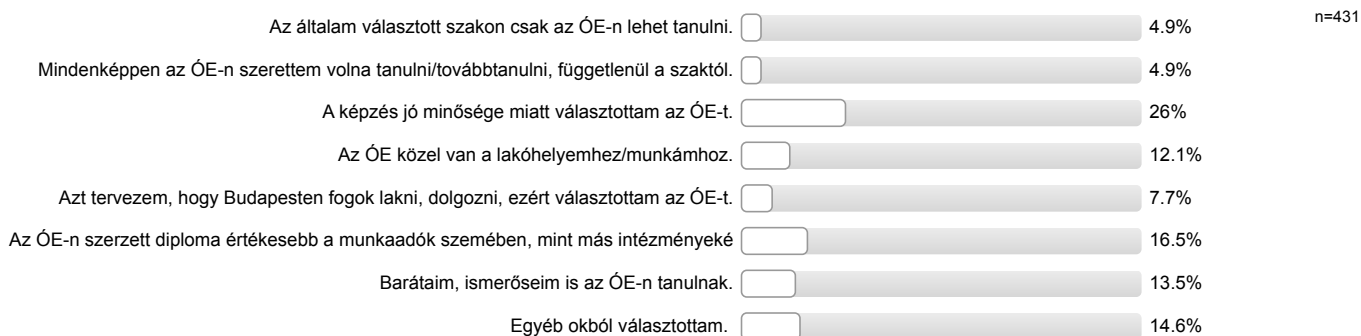 Az általam választott szakon csak az ÓE-n lehet tanulni. 4.9% n=431
Mindenképpen az ÓE-n szerettem volna tanulni/továbbtanulni, függetlenül a szaktól. 4.9%
A képzés jó minősége miatt választottam az ÓE-t. 26%
Az ÓE közel van a lakóhelyemhez/munkámhoz. 12.1%
Azt tervezem, hogy Budapesten fogok lakni, dolgozni, ezért választottam az ÓE-t. 7.7%
Az ÓE-n szerzett diploma értékesebb a munkaadók szemében, mint más intézményeké 16.5%
Barátaim, ismerőseim is az ÓE-n tanulnak. 13.5%
Egyéb okból választottam. 14.6%